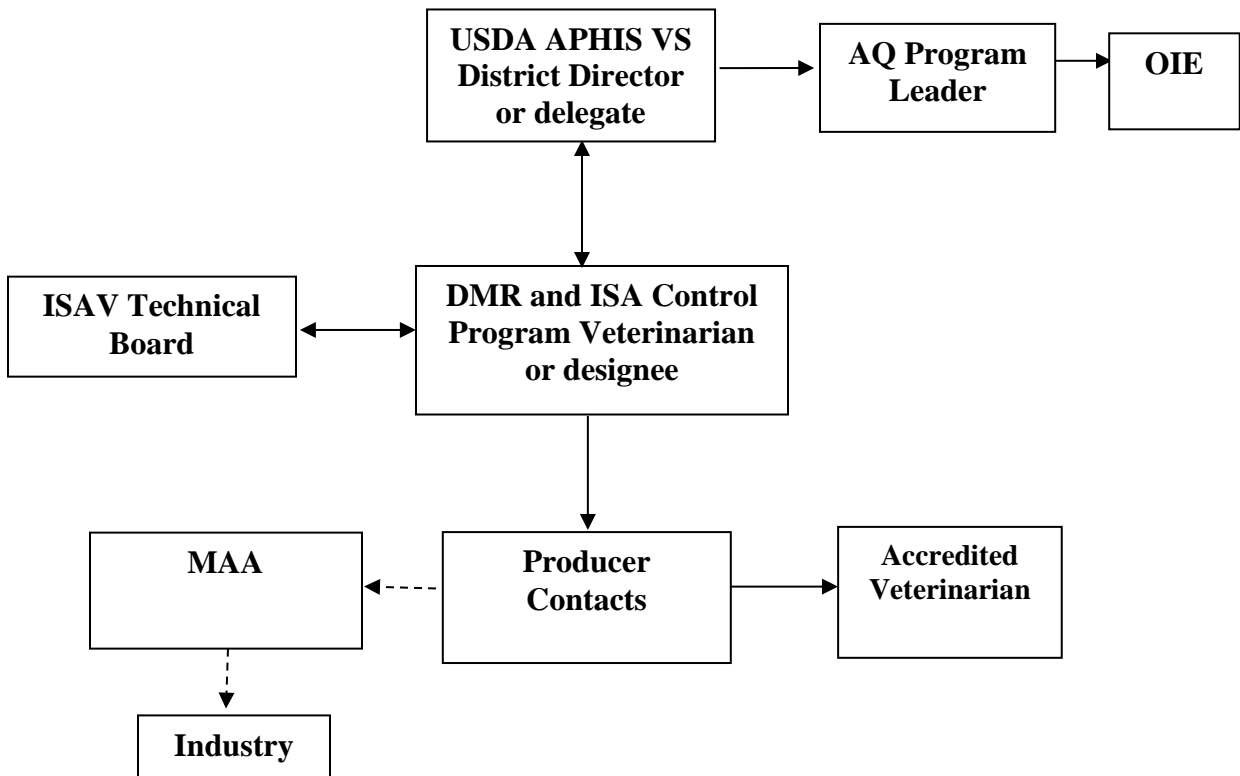 USDA APHIS VS
District Director
or delegate
AQ Program
Leader
OIE
ISAV Technical
Board
DMR and ISA Control
Program Veterinarian
or designee
MAA
Producer
Contacts
Accredited
Veterinarian
Industry